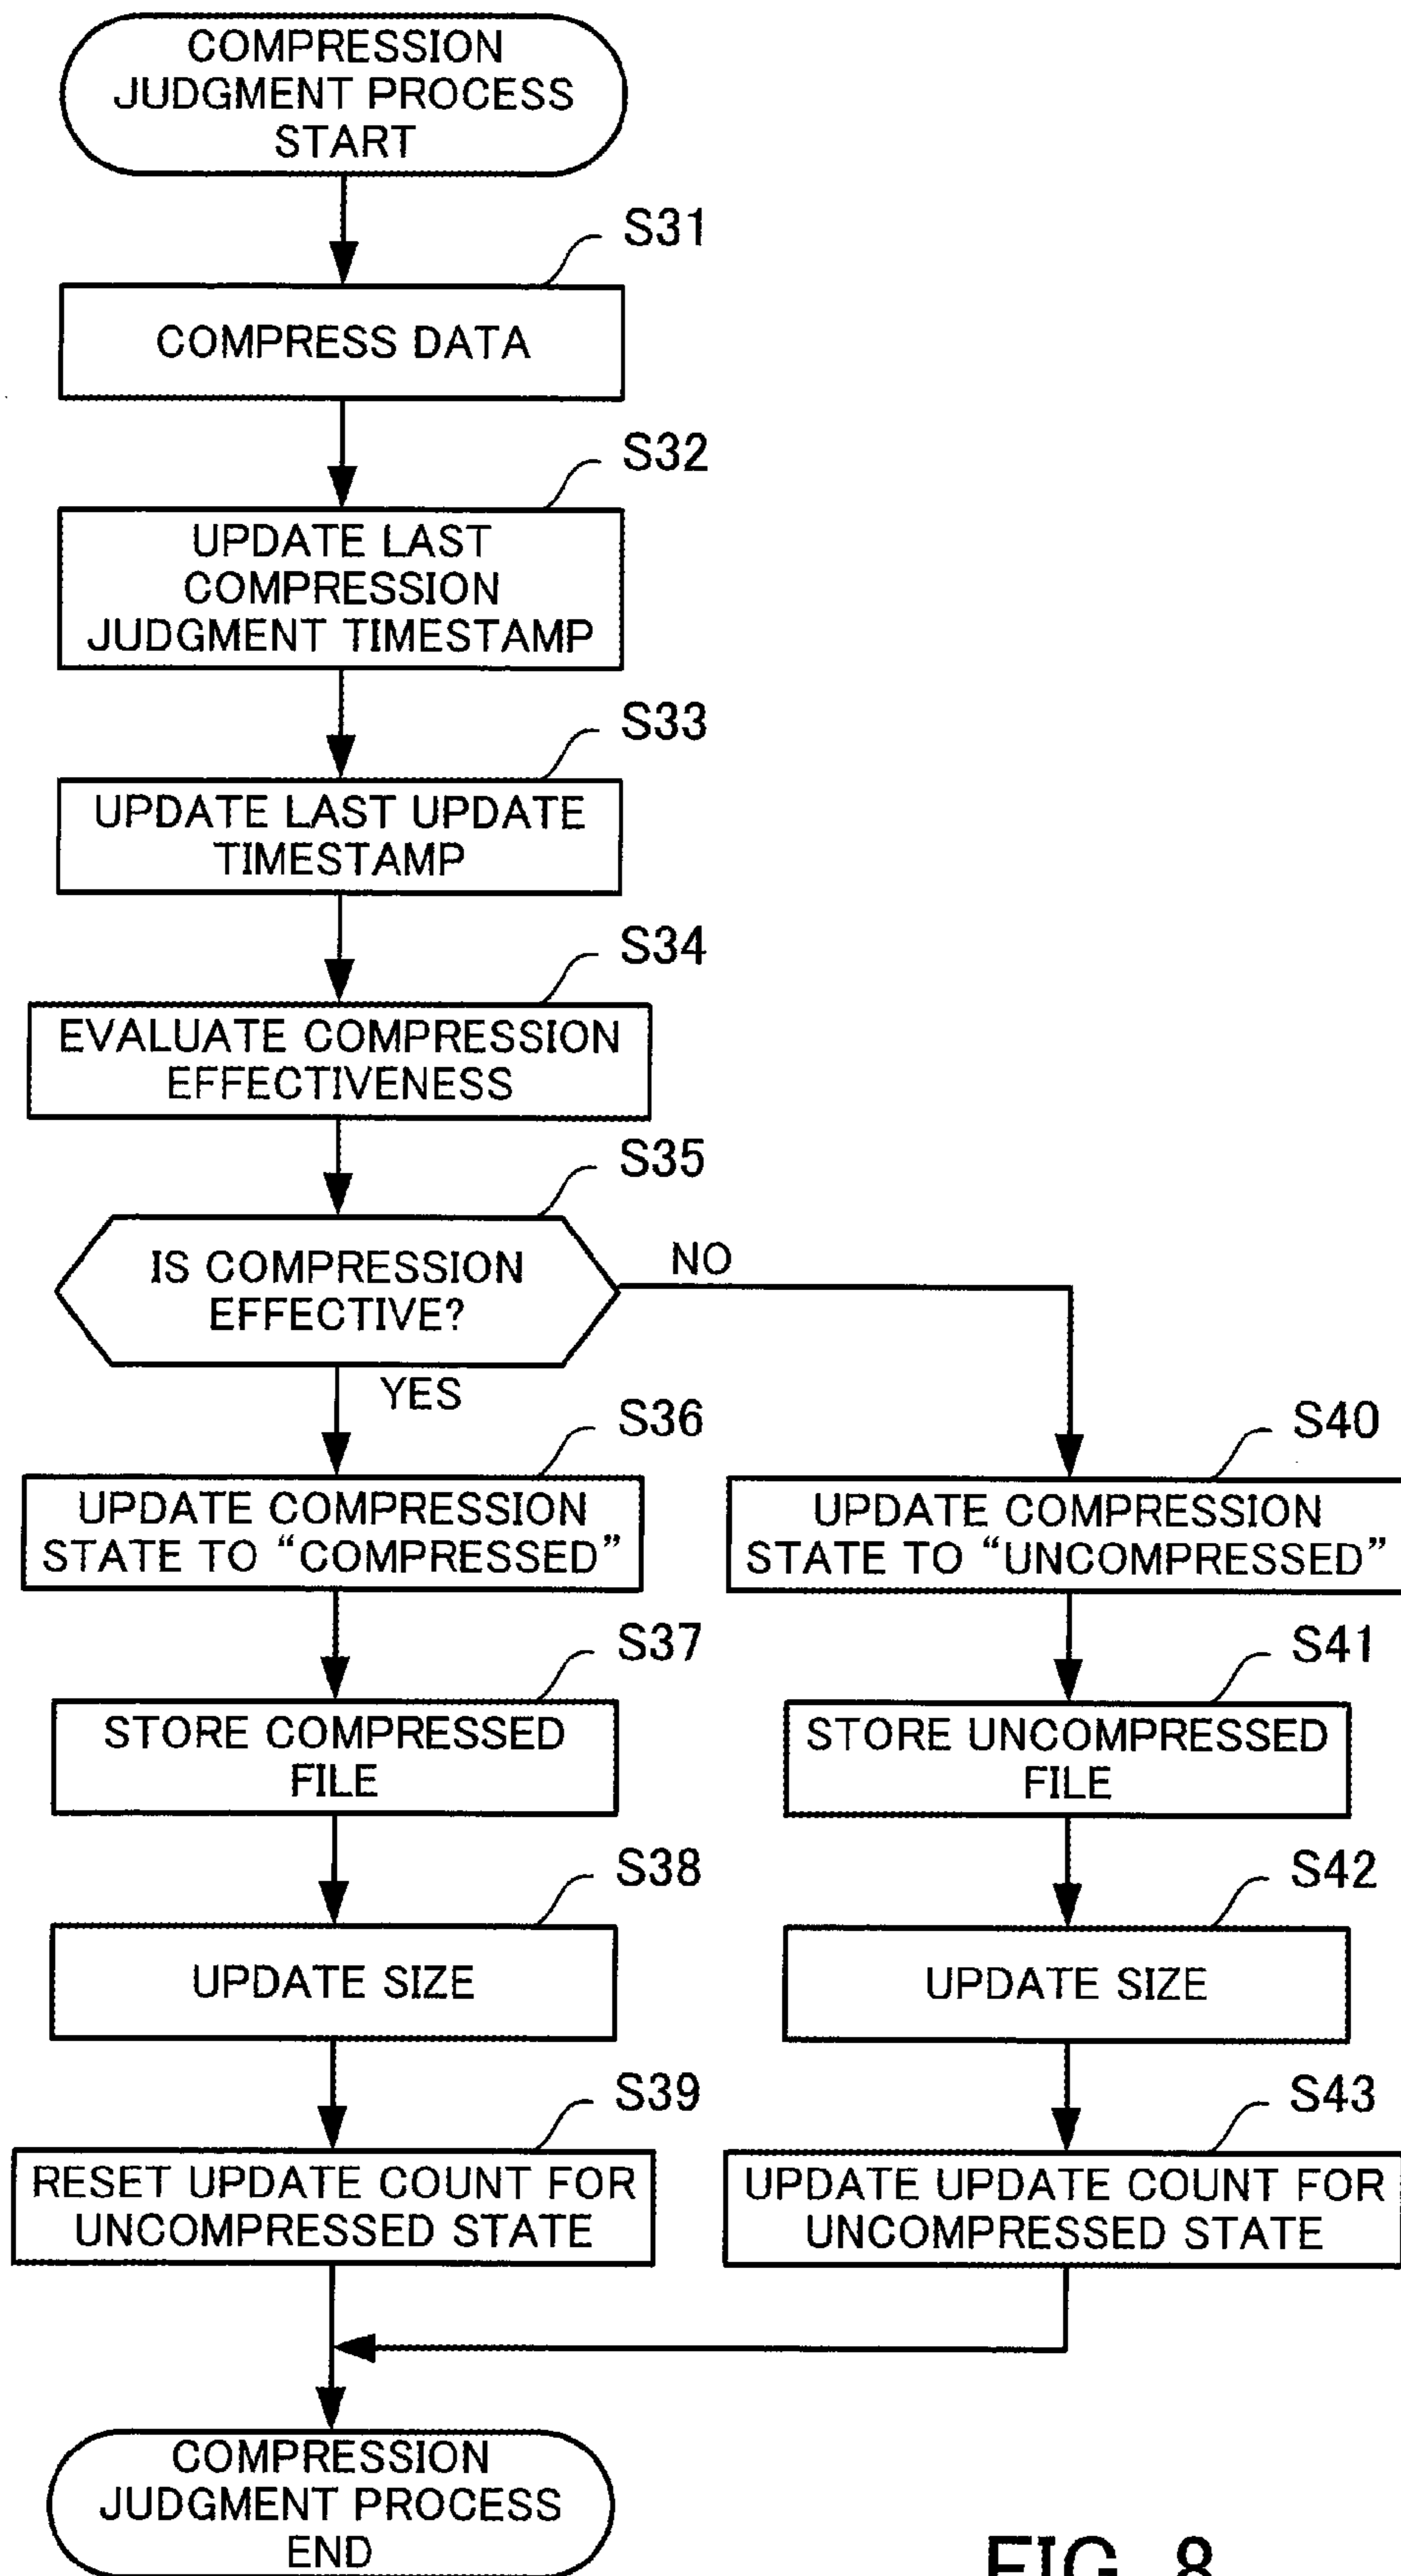 COMPRESSION
JUDGMENT PROCESS
START
S31
COMPRESS DATA
S32
UPDATE LAST
COMPRESSION
JUDGMENT TIMESTAMP
S33
UPDATE LAST UPDATE
TIMESTAMP
S34
EVALUATE COMPRESSION
EFFECTIVENESS
S35
IS COMPRESSION
EFFECTIVE?
NO
YES
S36
UPDATE COMPRESSION
STATE TO “COMPRESSED”
S37
STORE COMPRESSED
FILE
S38
UPDATE SIZE
S39
RESET UPDATE COUNT FOR
UNCOMPRESSED STATE
S40
UPDATE COMPRESSION
STATE TO “UNCOMPRESSED”
S41
STORE UNCOMPRESSED
FILE
S42
UPDATE SIZE
S43
UPDATE UPDATE COUNT FOR
UNCOMPRESSED STATE
COMPRESSION
JUDGMENT PROCESS
END
FIG. 8